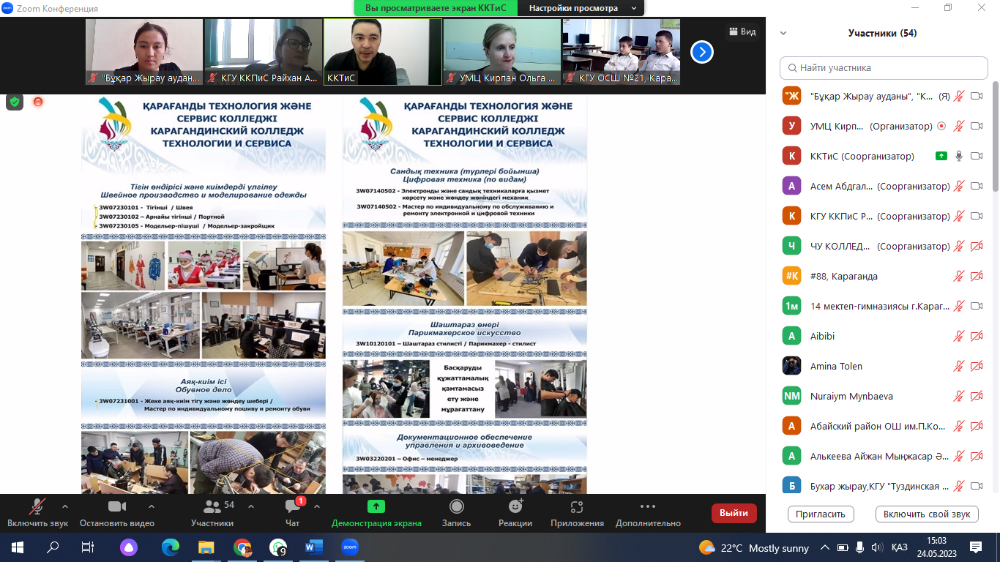 Zoom Конференция
Вы просматриваете экран ККТиС
Настройки просмотра
Вид
"Бұқар Жырау аудан...
КГУ ККПиС Райхан А...
ККТиС
УМЦ Кирпан Ольга ...
КГУ ОСШ №21, Кара...
ҚАРАҒАНДЫ ТЕХНОЛОГИЯ ЖӘНЕ
СЕРВИС КОЛЛЕДЖІ
КАРАГАНДИНСКИЙ КОЛЛЕДЖ
ТЕХНОЛОГИИ И СЕРВИСА
Тігін өндірісі және киімдерді үлгілеу
Швейное производство и моделирование одежды
3W07230101 - Тігінші / Швея
3W07230102 – Арнайы тігінші / Портной
3W07230105 - Модельер-пішуші / Модельер-закройщик
Аяқ-киім ісі
Обувное дело
3W07231001 - Жеке аяқ-киім тігу және жөндеу шебері /
Мастер по индивидуальному пошиву и ремонту обуви
ҚАРАҒАНДЫ ТЕХНОЛОГИЯ ЖӘНЕ
СЕРВИС КОЛЛЕДЖІ
КАРАГАНДИНСКИЙ КОЛЛЕДЖ
ТЕХНОЛОГИИ И СЕРВИСА
Сандық техника (түрлері бойынша)
Цифровая техника (по видам)
3W07140502 - Электронды және сандық техникаларға қызмет
көрсету және жөндеу жөніндегі механик
3W07140502 - Мастер по индивидуальному по обслуживанию и
ремонту электронной и цифровой техники
Шаштараз өнері
Парикмахерское искусство
3W10120101 – Шаштараз стилисті / Парикмахер - стилист
Басқаруды
құжаттамалық
қамтамасыз
ету және
мұрағаттану
Документационное обеспечение
управления и архивоведение
3W03220201 – Офис – менеджер
Участники (54)
Найти участника
"Ж "Бұқар Жырау ауданы", "К... (Я)
У УМЦ Кирп... (Организатор)
К ККТиС (Соорганизатор)
А Асем Абдгал... (Соорганизатор)
К КГУ ККПиС Р... (Соорганизатор)
Ч ЧУ КОЛЛЕД... (Соорганизатор)
#К #88, Караганда
1м 14 мектеп-гимназиясы г.Караг...
A Aibibi
Amina Tolen
NM Nuraiym Mynbaeva
А Абайский район ОШ им.П.Ко...
А Алькеева Айжан Мыңжасар Ә...
Б Бухар жырау,КГУ "Туздинская ...
Пригласить
Включить свой звук
Включить звук
Остановить видео
54
Участники
1
Чат
Демонстрация экрана
Запись
Реакции
Приложения
Дополнительно
Выйти
9
zoom
22°C Mostly sunny
ҚАЗ
15:03
24.05.2023